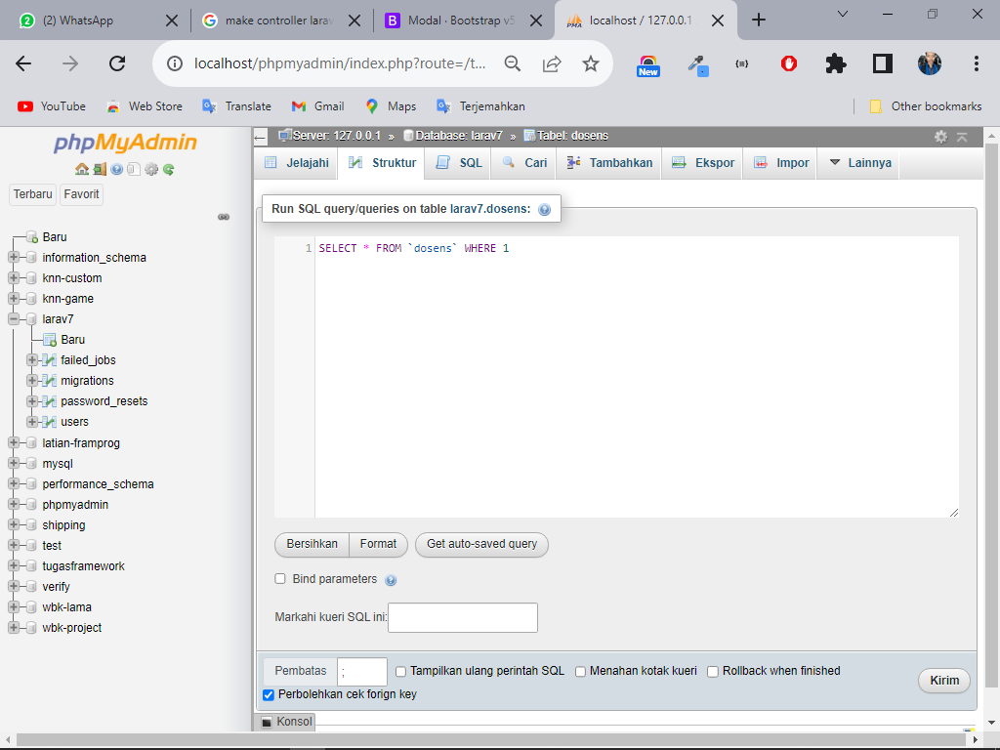 (2) WhatsApp
make controller larav
Modal · Bootstrap v5
localhost / 127.0.0.1
localhost/phpmyadmin/index.php?route=/t...
New
YouTube
Web Store
Translate
Gmail
Maps
Terjemahkan
Other bookmarks
phpMyAdmin
Terbaru
Favorit
Baru
information_schema
knn-custom
knn-game
larav7
Baru
failed_jobs
migrations
password_resets
users
latian-framprog
mysql
performance_schema
phpmyadmin
shipping
test
tugasframework
verify
wbk-lama
wbk-project
Server: 127.0.0.1 » Database: larav7 » Tabel: dosens
Jelajahi
Struktur
SQL
Cari
Tambahkan
Ekspor
Impor
Lainnya
Run SQL query/queries on table larav7.dosens:
1 SELECT * FROM `dosens` WHERE 1
Bersihkan
Format
Get auto-saved query
Bind parameters
Markahi kueri SQL ini:
Pembatas ;
Tampilkan ulang perintah SQL
Menahan kotak kueri
Rollback when finished
Perbolehkan cek forign key
Kirim
Konsol